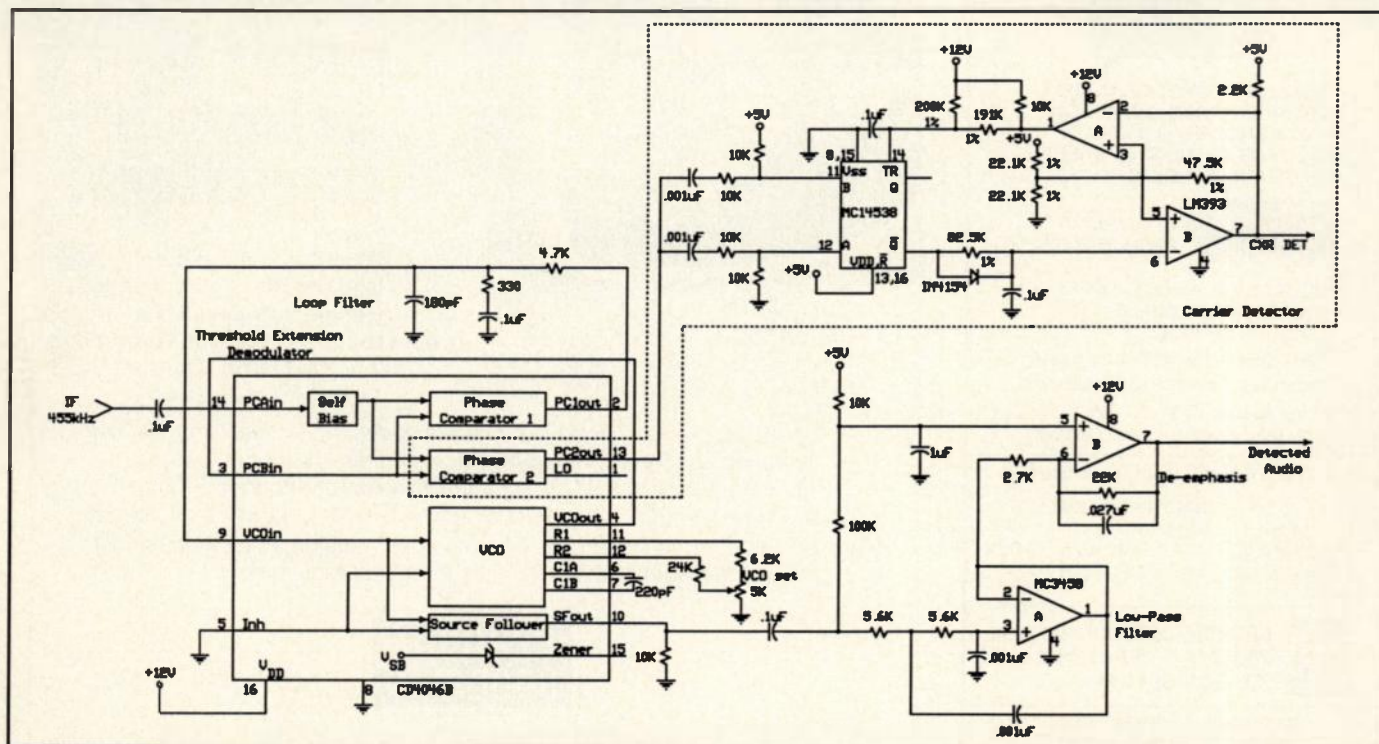 +12V
+5V
+12V
2.2K
208K
1%
10K
191K
1%
8
2
1
A
3
.1uF
+5V
22.1K
1%
22.1K
1%
47.5K
1%
LM393
5
7
B
6
4
CXR DET
+5V
10K
8,15
14
11
Vss
TR
B
Q
.001uF
10K
MC14538
.001uF
10K
12
A
Q
VDD,R
13,16
+5V
10K
82.5K
1%
1N4154
.1uF
Carrier Detector
4.7K
Loop Filter
180pF
330
.1uF
Threshold Extension
Demodulator
IF
455kHz
.1uF
14
PCAin
Self
Bias
Phase
Comparator 1
PC1out
2
3
PCBin
Phase
Comparator 2
PC2out
13
LO
1
9
VCOin
VCO
VCOout
4
R1
11
R2
12
C1A
6
C1B
7
24K
6.2K
VCO set
5K
220pF
5
Inh
Source Follower
SFout
10
VSB
Zener
15
10K
+12V
VDD
16
8
CD4046B
.1uF
+5V
10K
100K
1uF
+12V
8
5
7
B
6
Detected
Audio
2.7K
De-emphasis
22K
.027uF
MC3458
2
1
A
3
4
Low-Pass
Filter
5.6K
5.6K
.001uF
.001uF